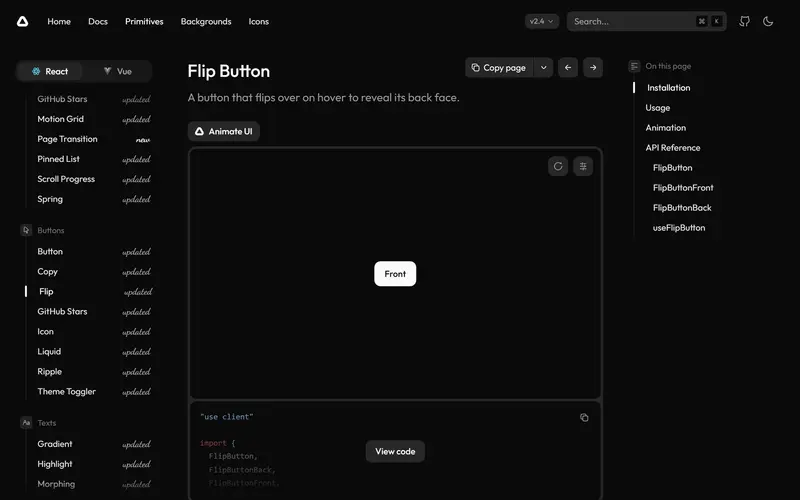 Home
Docs
Primitives
Backgrounds
Icons
v2.4
Search...
⌘ K
React
Vue
GitHub Stars updated
Motion Grid updated
Page Transition new
Pinned List updated
Scroll Progress updated
Spring updated
Buttons
Button updated
Copy updated
Flip updated
GitHub Stars updated
Icon updated
Liquid updated
Ripple updated
Theme Toggler updated
Aa Texts
Gradient updated
Highlight updated
Morphing updated
Flip Button
Copy page
A button that flips over on hover to reveal its back face.
Animate UI
Front
"use client"
import {
FlipButton,
FlipButtonBack,
FlipButtonFront,
View code
On this page
Installation
Usage
Animation
API Reference
FlipButton
FlipButtonFront
FlipButtonBack
useFlipButton